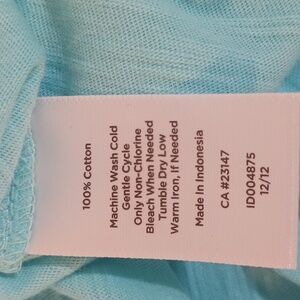 100% Cotton
Machine Wash Cold
Gentle Cycle
Only Non-Chlorine
Bleach When Needed
Tumble Dry Low
Warm Iron, If Needed
Made In Indonesia
CA #23147
ID004875
12/12